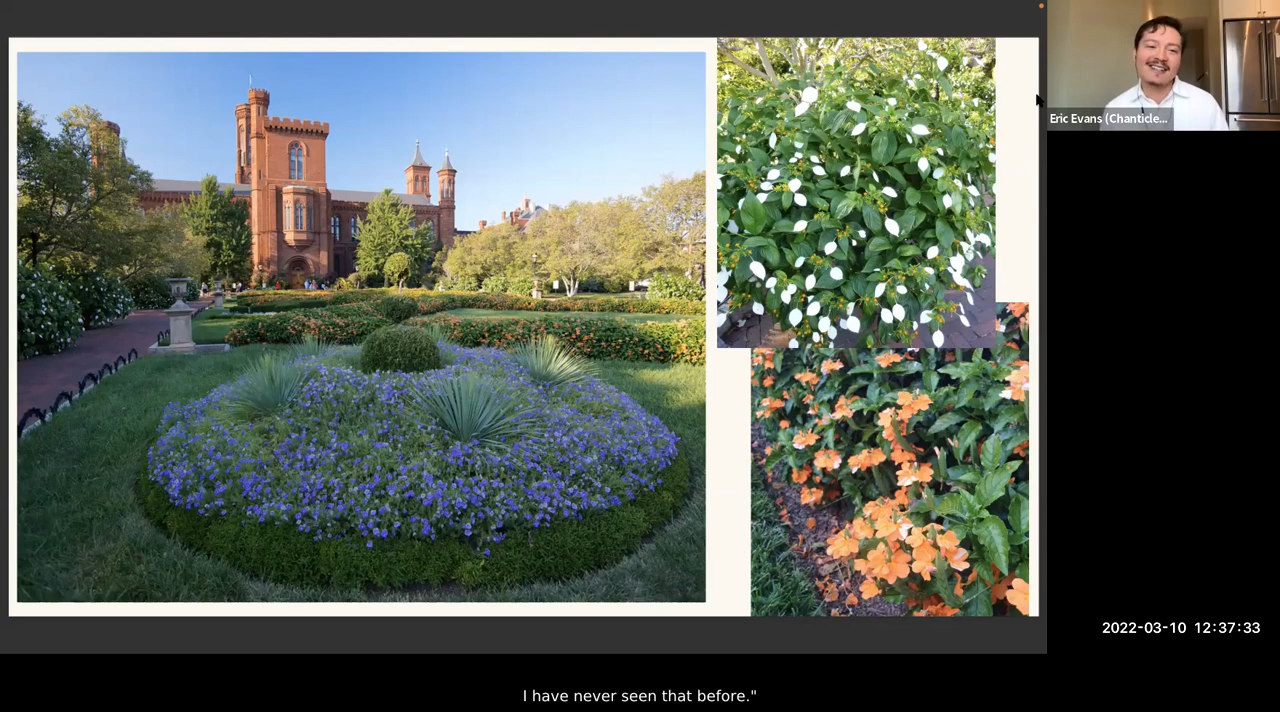 Eric Evans (Chanticle...
2022-03-10 12:37:33
I have never seen that before."